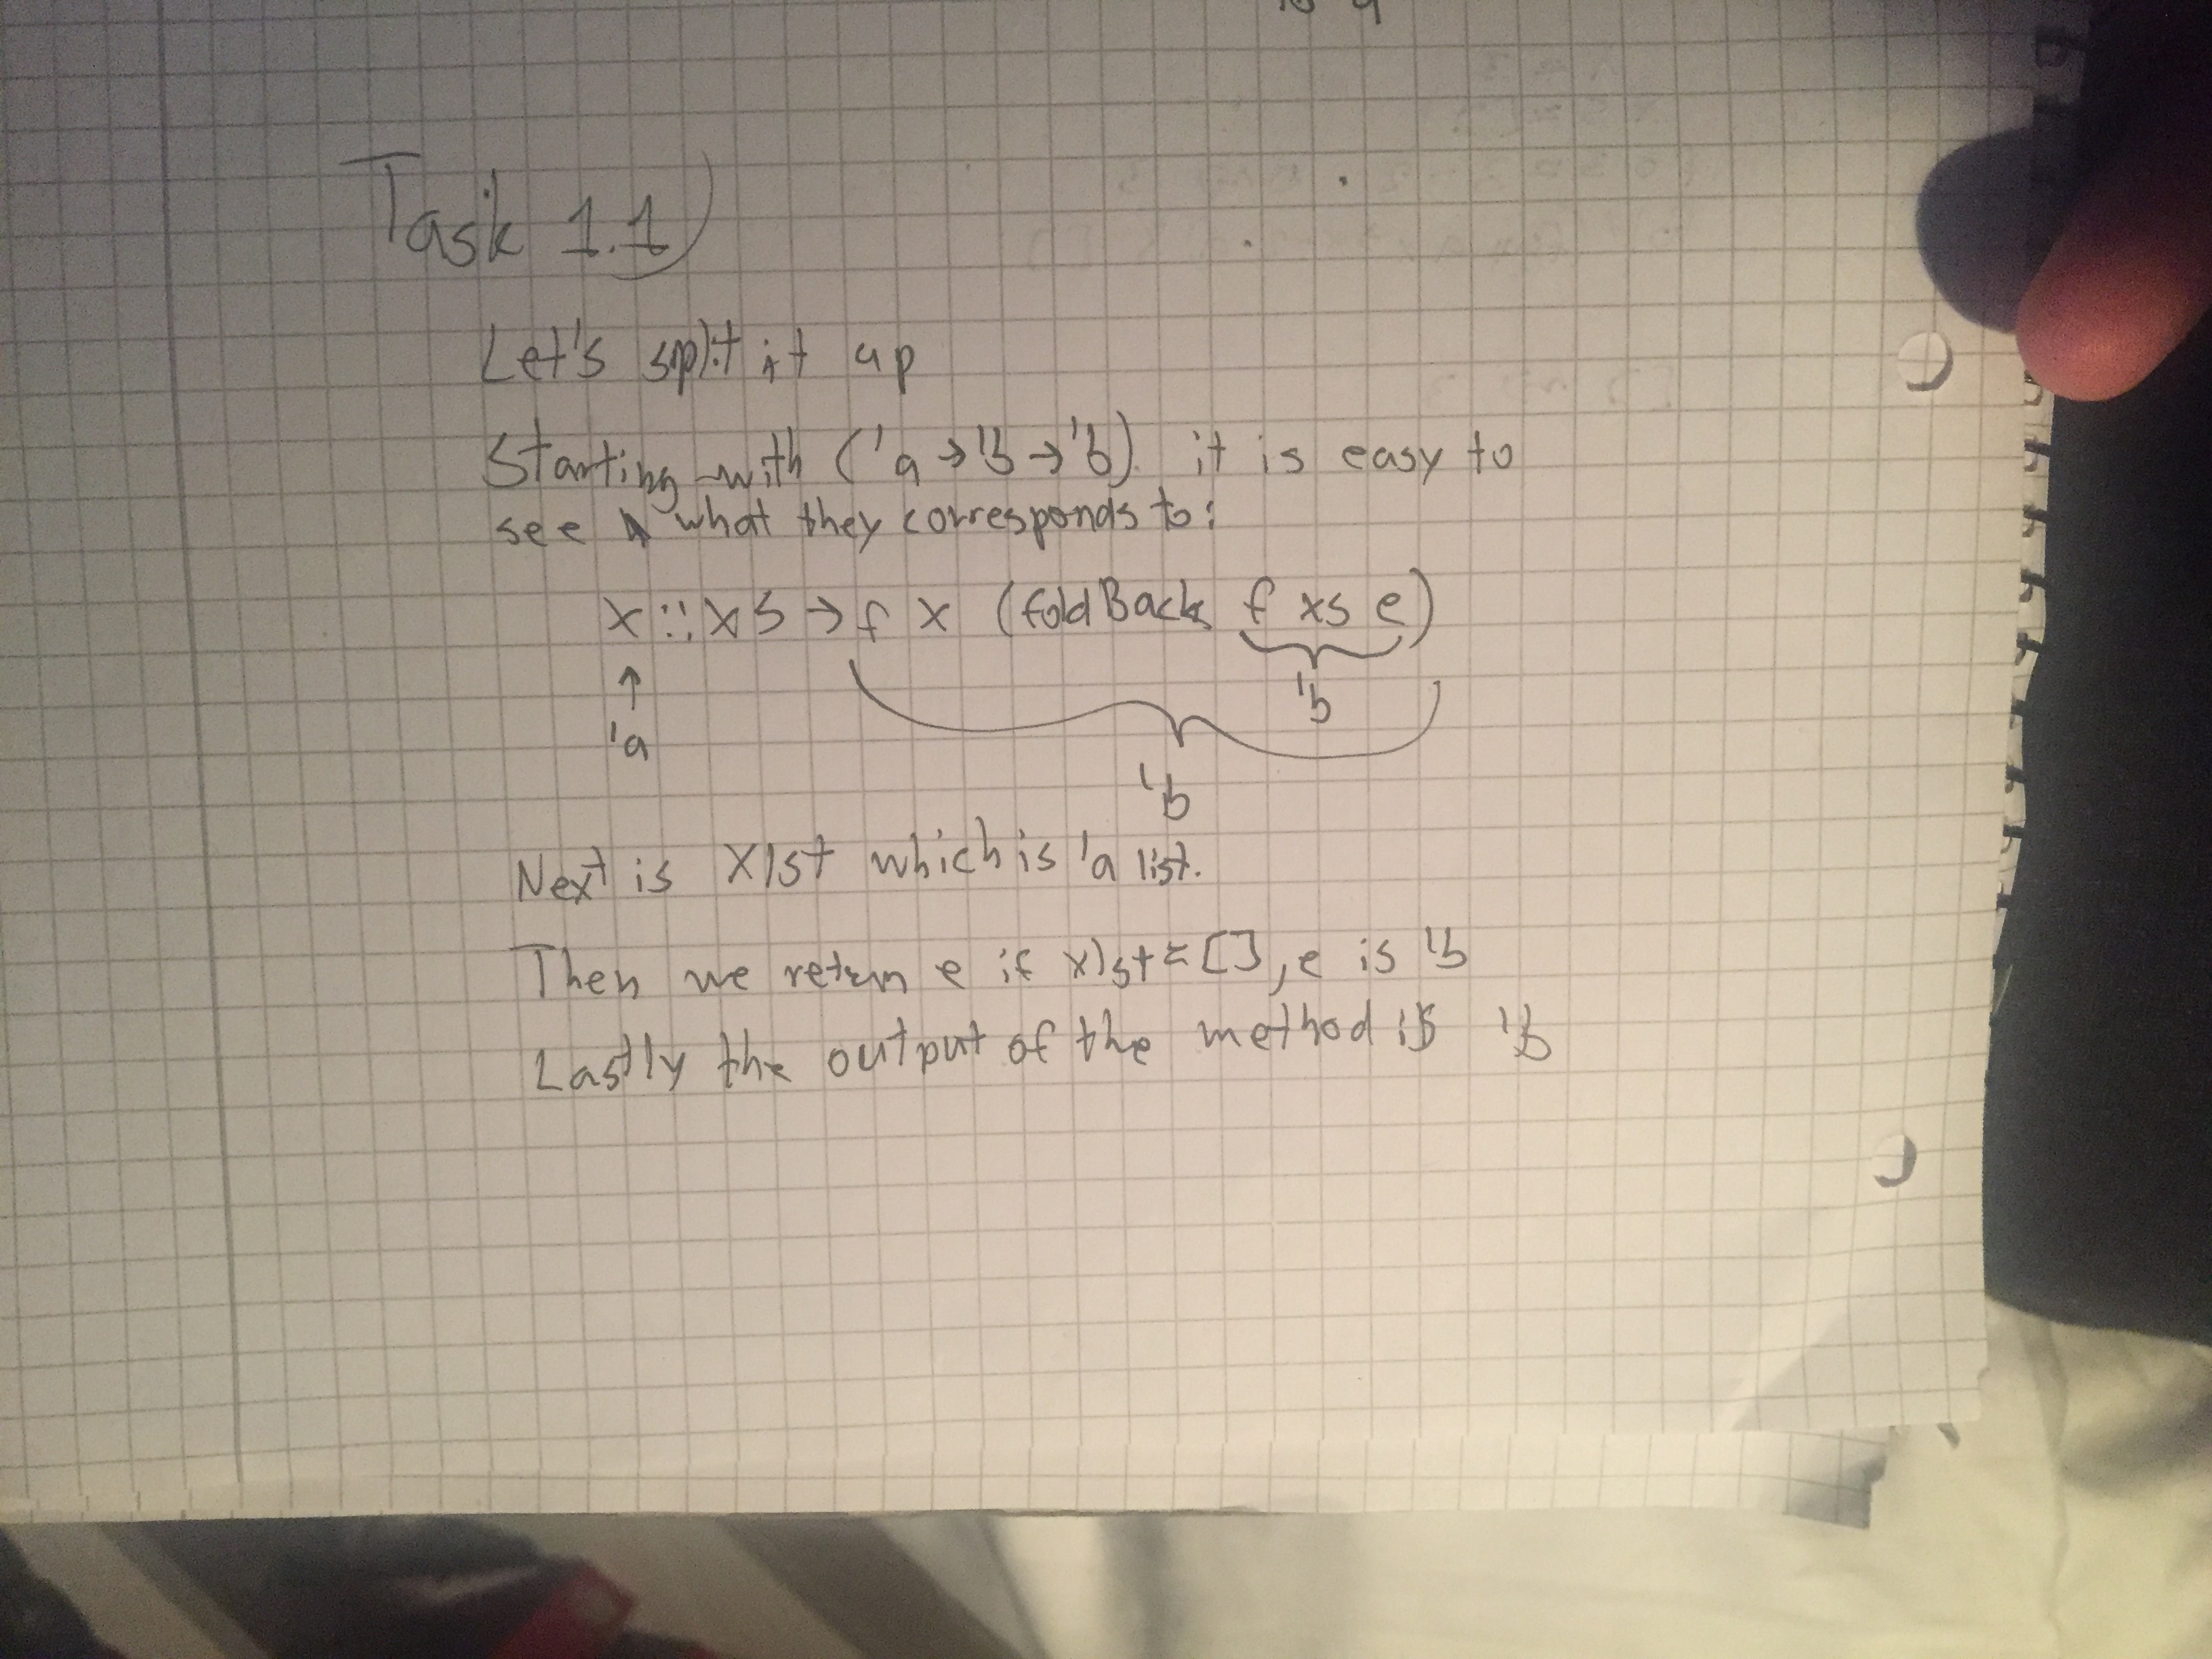 Task 1.1)
Let's split it up
Starting with ('a → 'b → 'b) it is easy to
see what they corresponds to:
x::xs → f x (foldBack f xs e)
'b
'a
'b
Next is xlst which is 'a list.
Then we return e if xlst = [], e is 'b
Lastly the output of the method is 'b